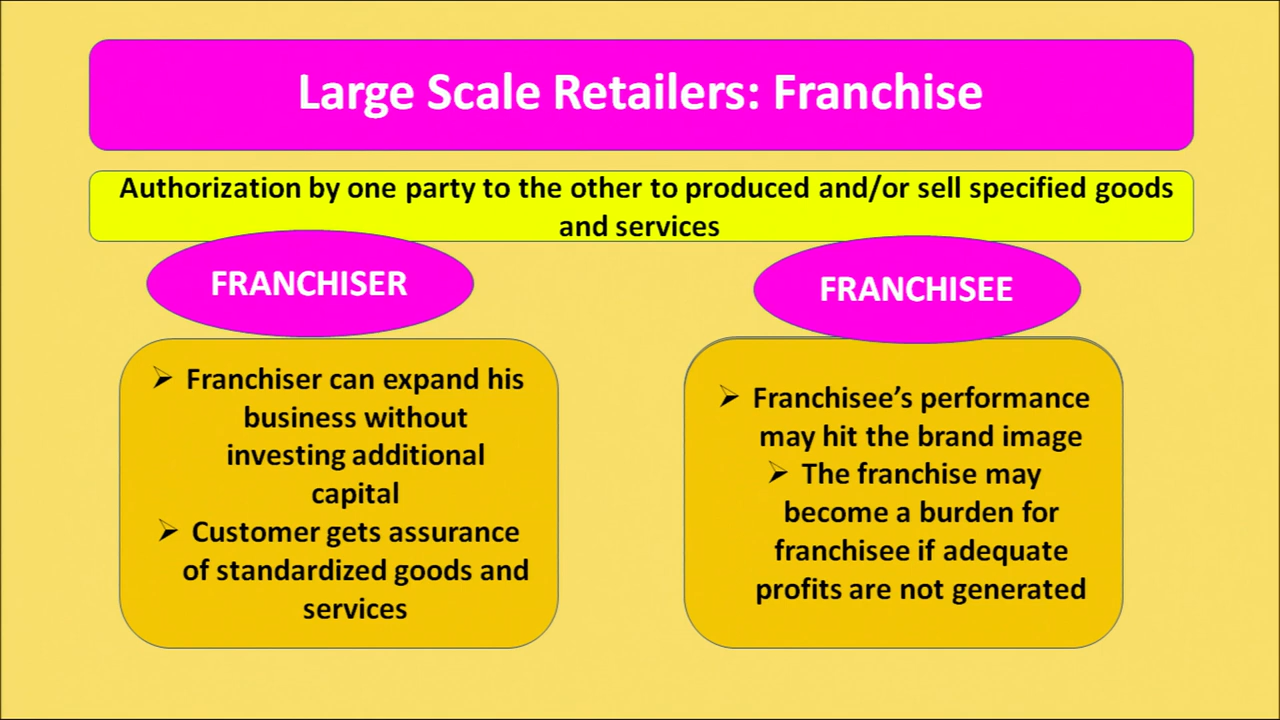 Large Scale Retailers: Franchise
Authorization by one party to the other to produced and/or sell specified goods
and services
FRANCHISER
➢ Franchiser can expand his
business without
investing additional
capital
➢ Customer gets assurance
of standardized goods and
services
FRANCHISEE
➢ Franchisee’s performance
may hit the brand image
➢ The franchise may
become a burden for
franchisee if adequate
profits are not generated